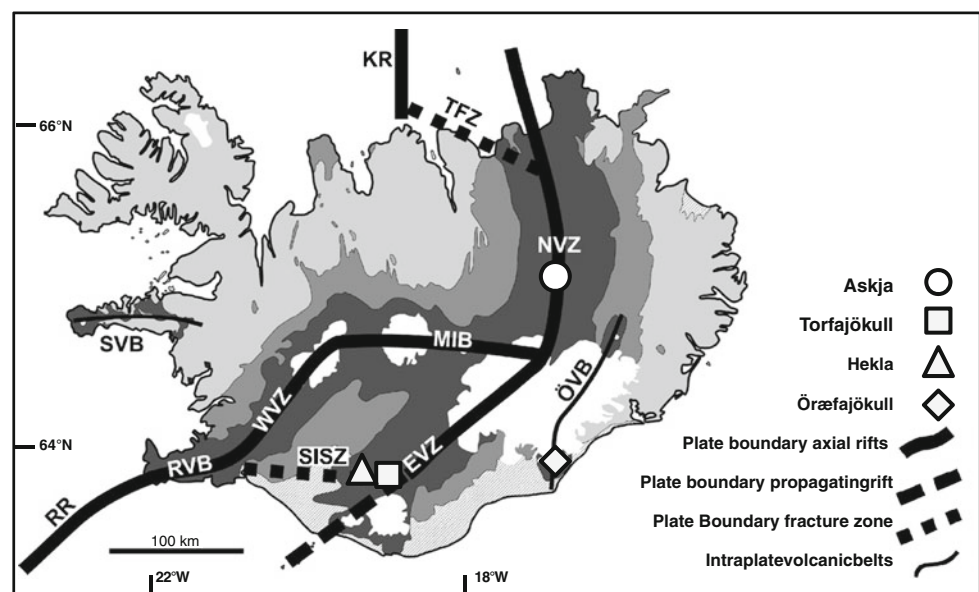 KR
TFZ
66°N
NVZ
Askja
Torfajökull
SVB
MIB
Hekla
ÖVB
WVZ
Öræfajökull
64°N
SISZ
EVZ
Plate boundary axial rifts
RVB
Plate boundary propagatingrift
RR
Plate Boundary fracture zone
100 km
Intraplatevolcanicbelts
22°W
18°W